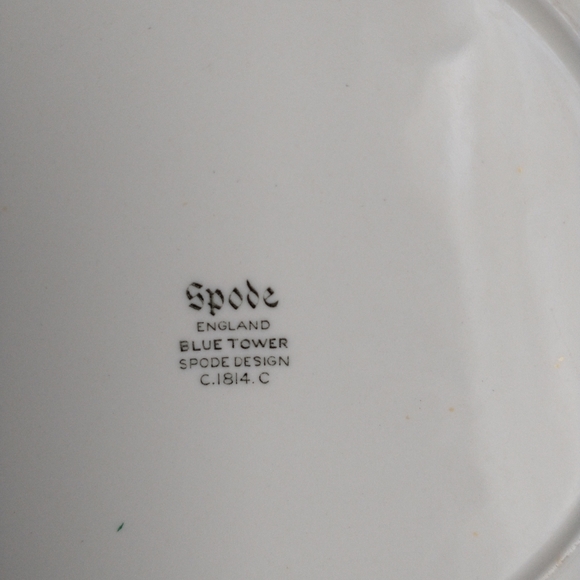 Spode
ENGLAND
BLUE TOWER
SPODE DESIGN
C.1814. C